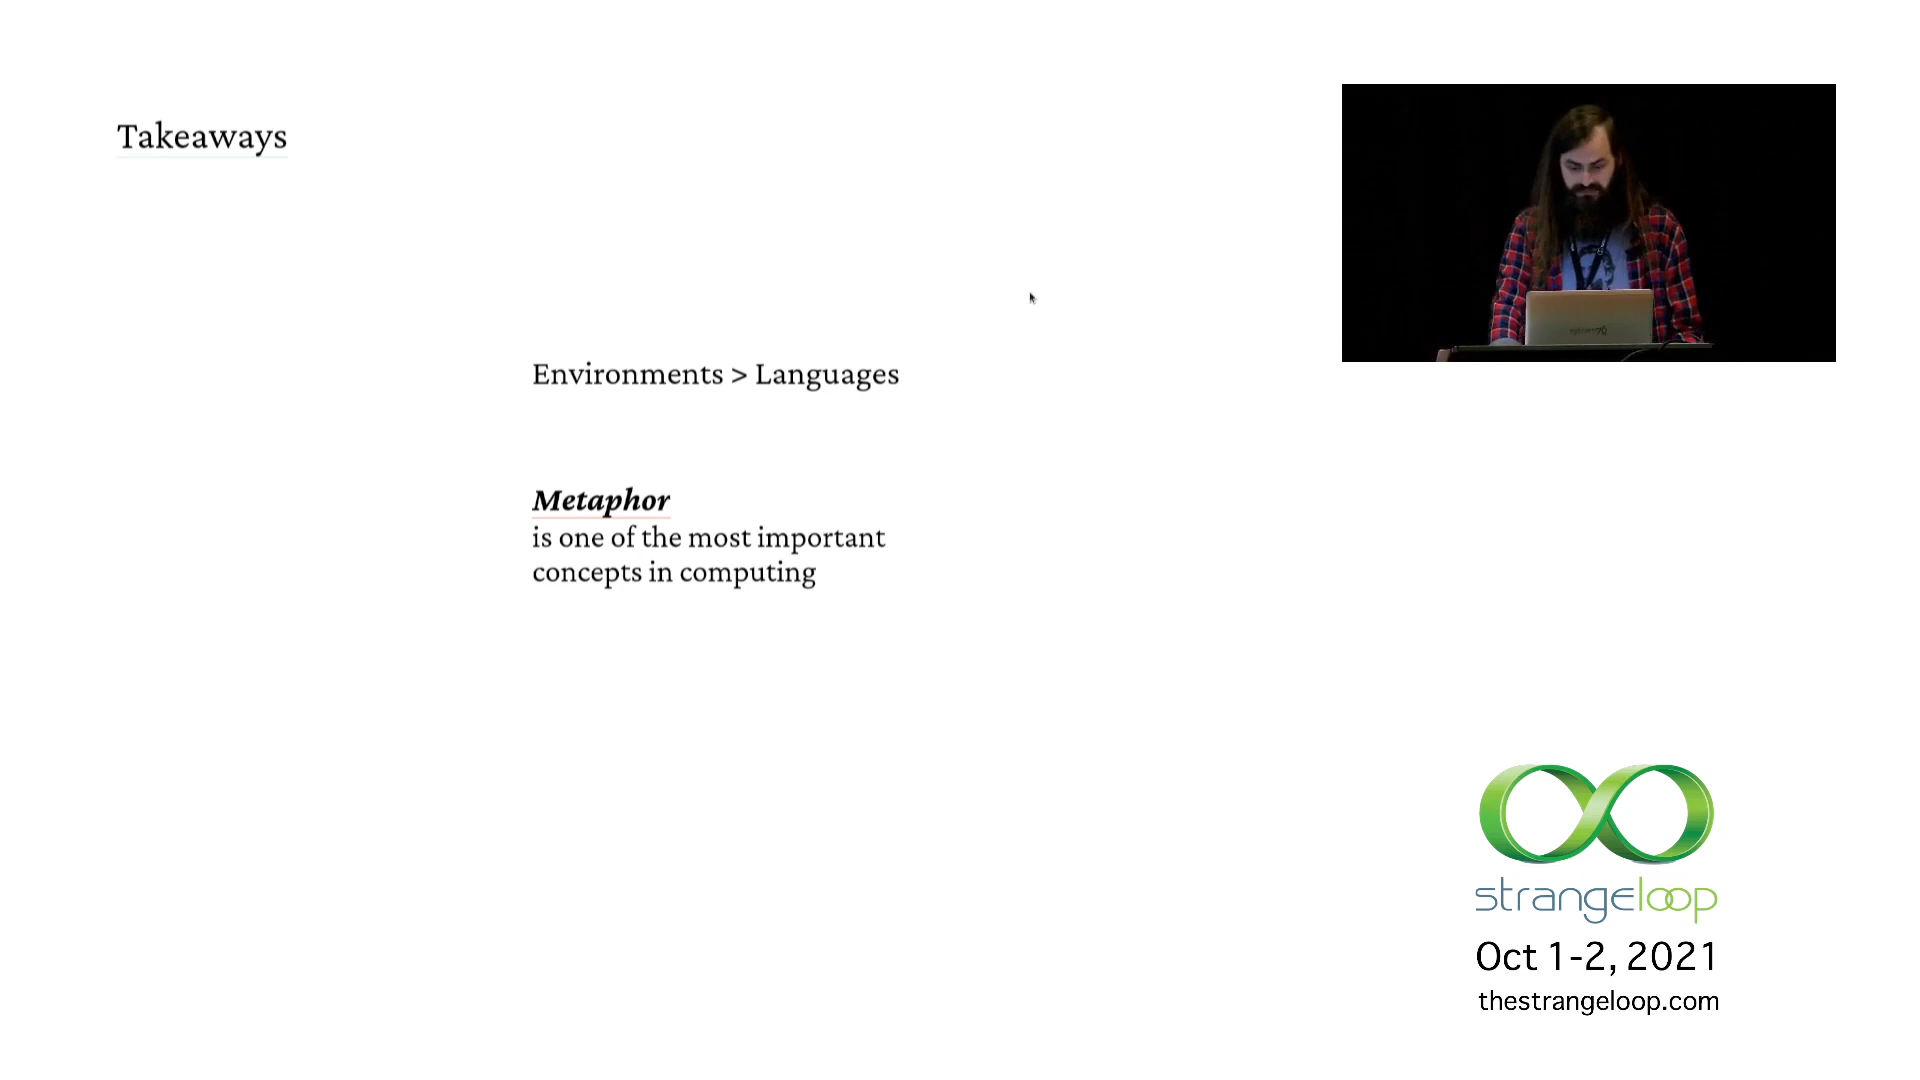 Takeaways
Environments > Languages
Metaphor
is one of the most important
concepts in computing
strangeloop
Oct 1-2, 2021
thestrangeloop.com